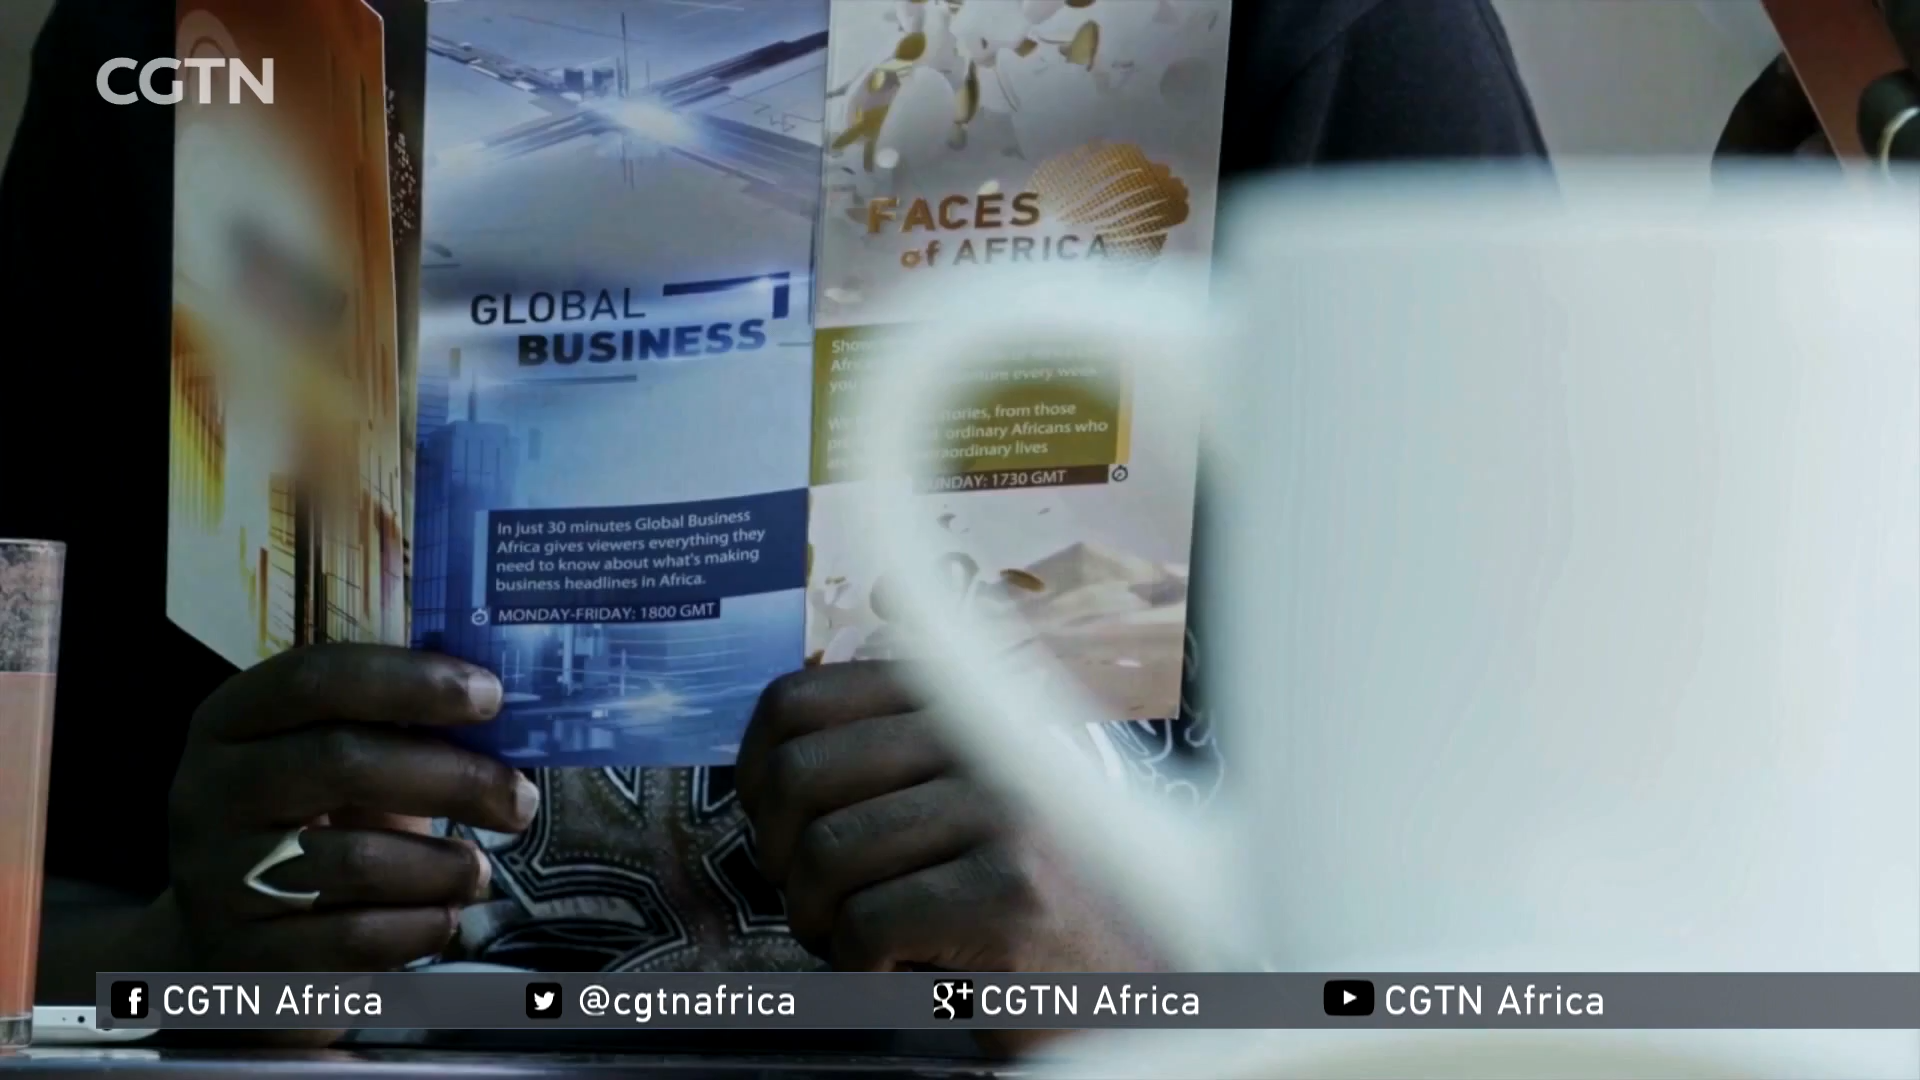 CGTN
GLOBAL
BUSINESS
In just 30 minutes Global Business
Africa gives viewers everything they
need to know about what's making
business headlines in Africa.
MONDAY-FRIDAY: 1800 GMT
FACES
of AFRICA
every week
from those
ordinary Africans who
lives
1730 GMT
CGTN Africa
@cgtnafrica
g+ CGTN Africa
CGTN Africa